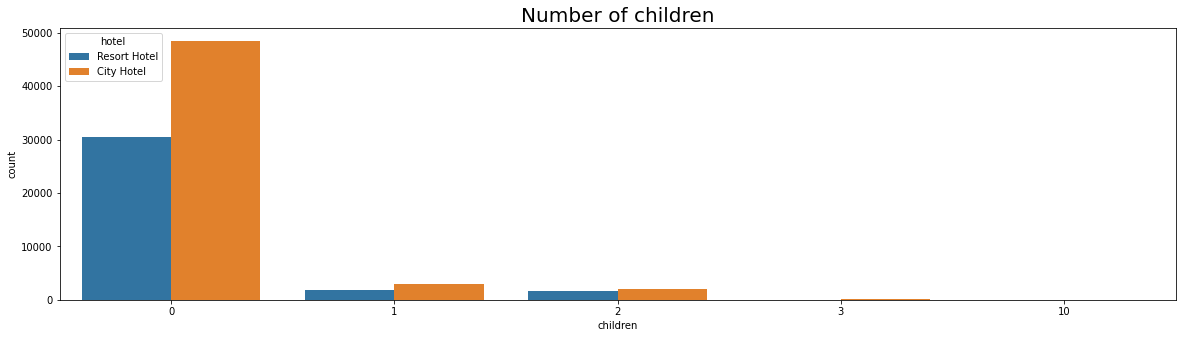 Number of children
50000
40000
30000
20000
10000
0
count
hotel
Resort Hotel
City Hotel
0 1 2 3 10
children